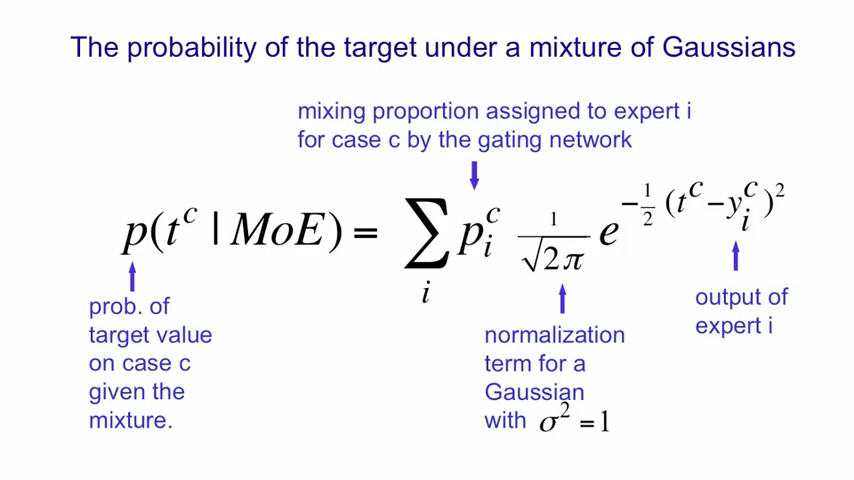 The probability of the target under a mixture of Gaussians
mixing proportion assigned to expert i
for case c by the gating network
p(t^c | MoE) = ∑_i p_i^c 1/√2π e^{-1/2 (t^c − y_i^c)^2}
prob. of
target value
on case c
given the
mixture.
normalization
term for a
Gaussian
with σ^2 = 1
output of
expert i